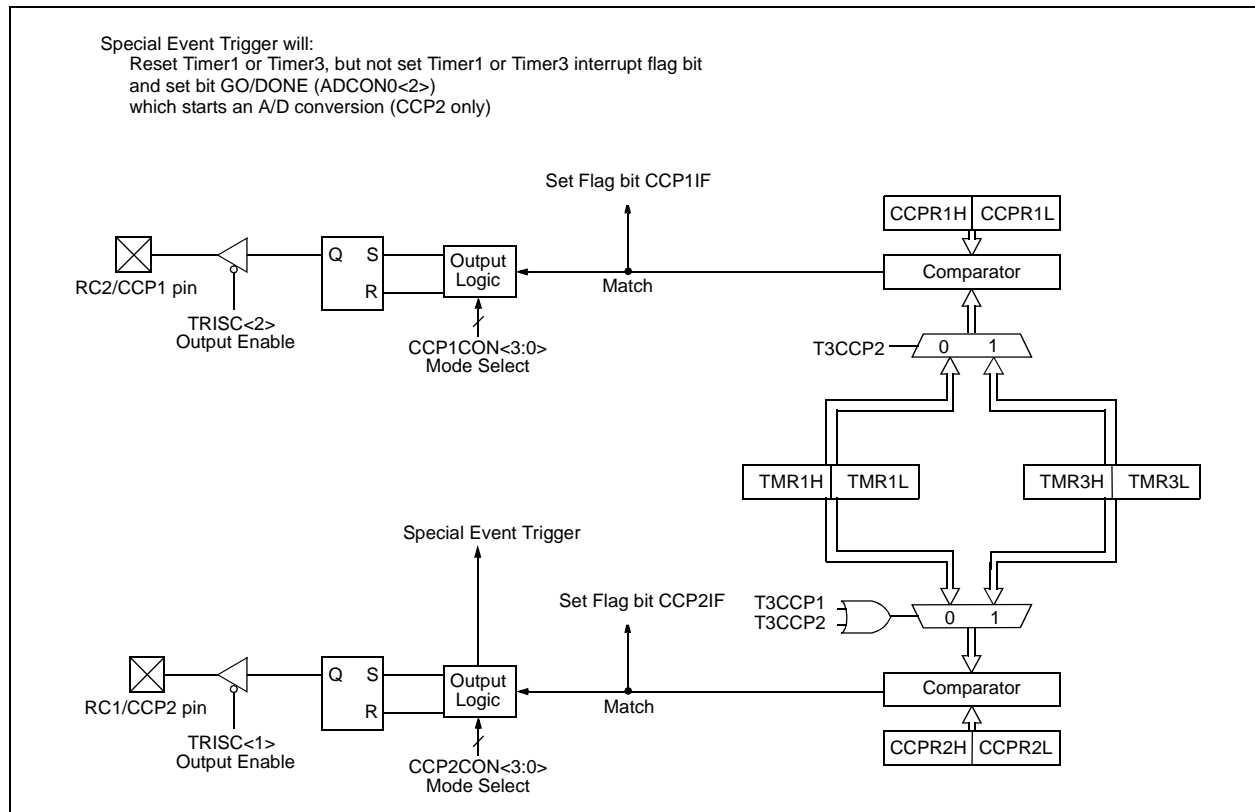 Special Event Trigger will:
Reset Timer1 or Timer3, but not set Timer1 or Timer3 interrupt flag bit
and set bit GO/DONE (ADCON0<2>)
which starts an A/D conversion (CCP2 only)
Set Flag bit CCP1IF
CCPR1H CCPR1L
Q S
R
Output
Logic
Comparator
RC2/CCP1 pin
Match
TRISC<2>
Output Enable
CCP1CON<3:0>
Mode Select
T3CCP2
0 1
TMR1H TMR1L
TMR3H TMR3L
Special Event Trigger
Set Flag bit CCP2IF
T3CCP1
T3CCP2
0 1
Q S
R
Output
Logic
Comparator
RC1/CCP2 pin
Match
TRISC<1>
Output Enable
CCP2CON<3:0>
Mode Select
CCPR2H CCPR2L